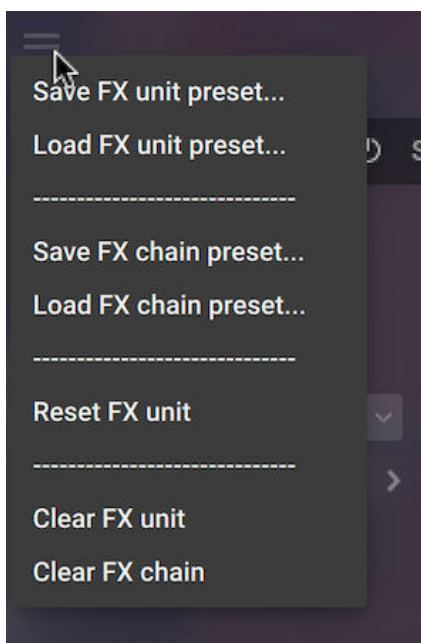 Save FX unit preset...
Load FX unit preset...
------------------------------
Save FX chain preset...
Load FX chain preset...
------------------------------
Reset FX unit
------------------------------
Clear FX unit
Clear FX chain